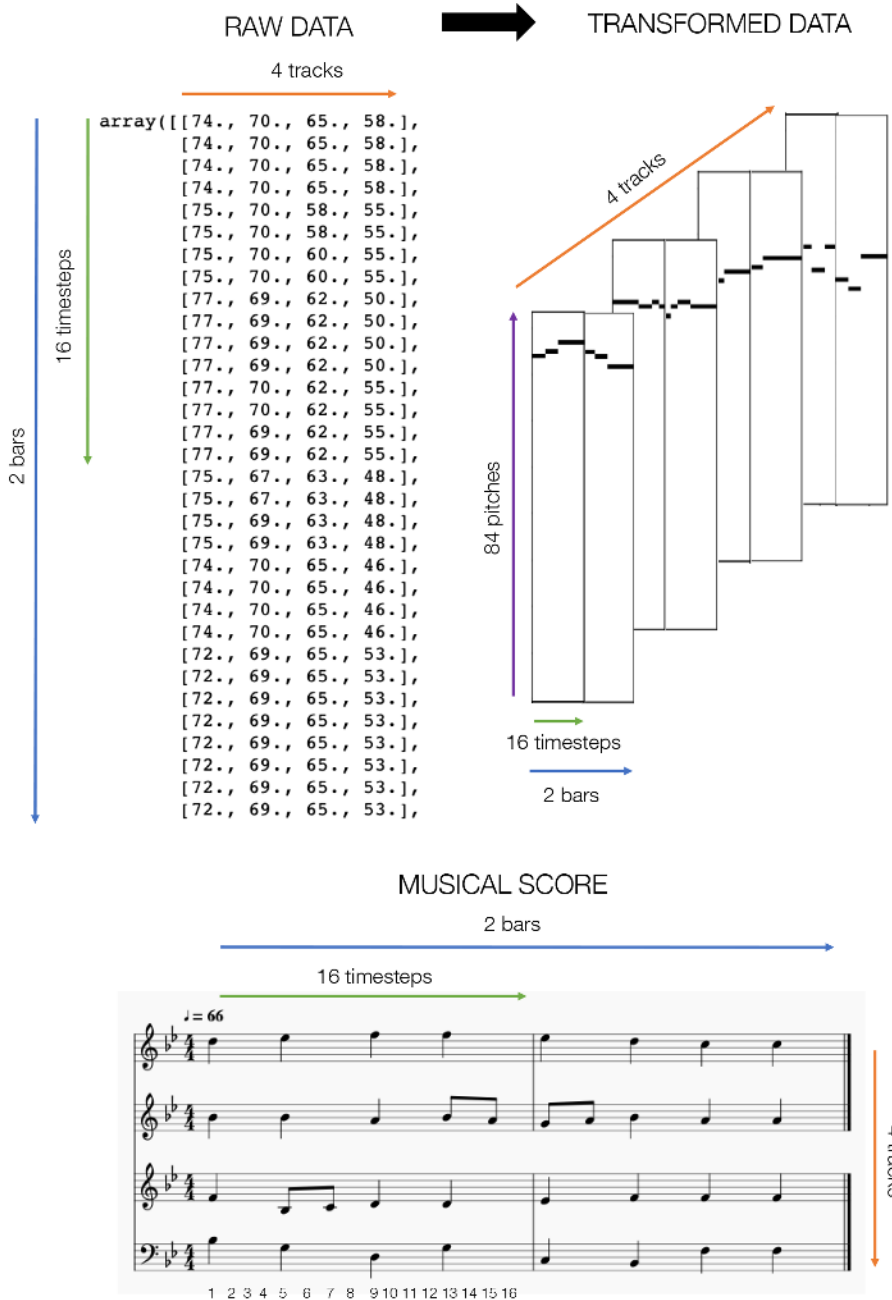 RAW DATA
TRANSFORMED DATA
4 tracks
16 timesteps
2 bars
array([[74., 70., 65., 58.],
[74., 70., 65., 58.],
[74., 70., 65., 58.],
[74., 70., 65., 58.],
[75., 70., 58., 55.],
[75., 70., 58., 55.],
[75., 70., 60., 55.],
[75., 70., 60., 55.],
[77., 69., 62., 50.],
[77., 69., 62., 50.],
[77., 69., 62., 50.],
[77., 69., 62., 50.],
[77., 70., 62., 55.],
[77., 70., 62., 55.],
[77., 69., 62., 55.],
[77., 69., 62., 55.],
[75., 67., 63., 48.],
[75., 67., 63., 48.],
[75., 69., 63., 48.],
[75., 69., 63., 48.],
[74., 70., 65., 46.],
[74., 70., 65., 46.],
[74., 70., 65., 46.],
[74., 70., 65., 46.],
[72., 69., 65., 53.],
[72., 69., 65., 53.],
[72., 69., 65., 53.],
[72., 69., 65., 53.],
[72., 69., 65., 53.],
[72., 69., 65., 53.],
[72., 69., 65., 53.],
[72., 69., 65., 53.],
4 tracks
84 pitches
16 timesteps
2 bars
MUSICAL SCORE
2 bars
16 timesteps
♩ = 66
1 2 3 4 5 6 7 8 9 10 11 12 13 14 15 16